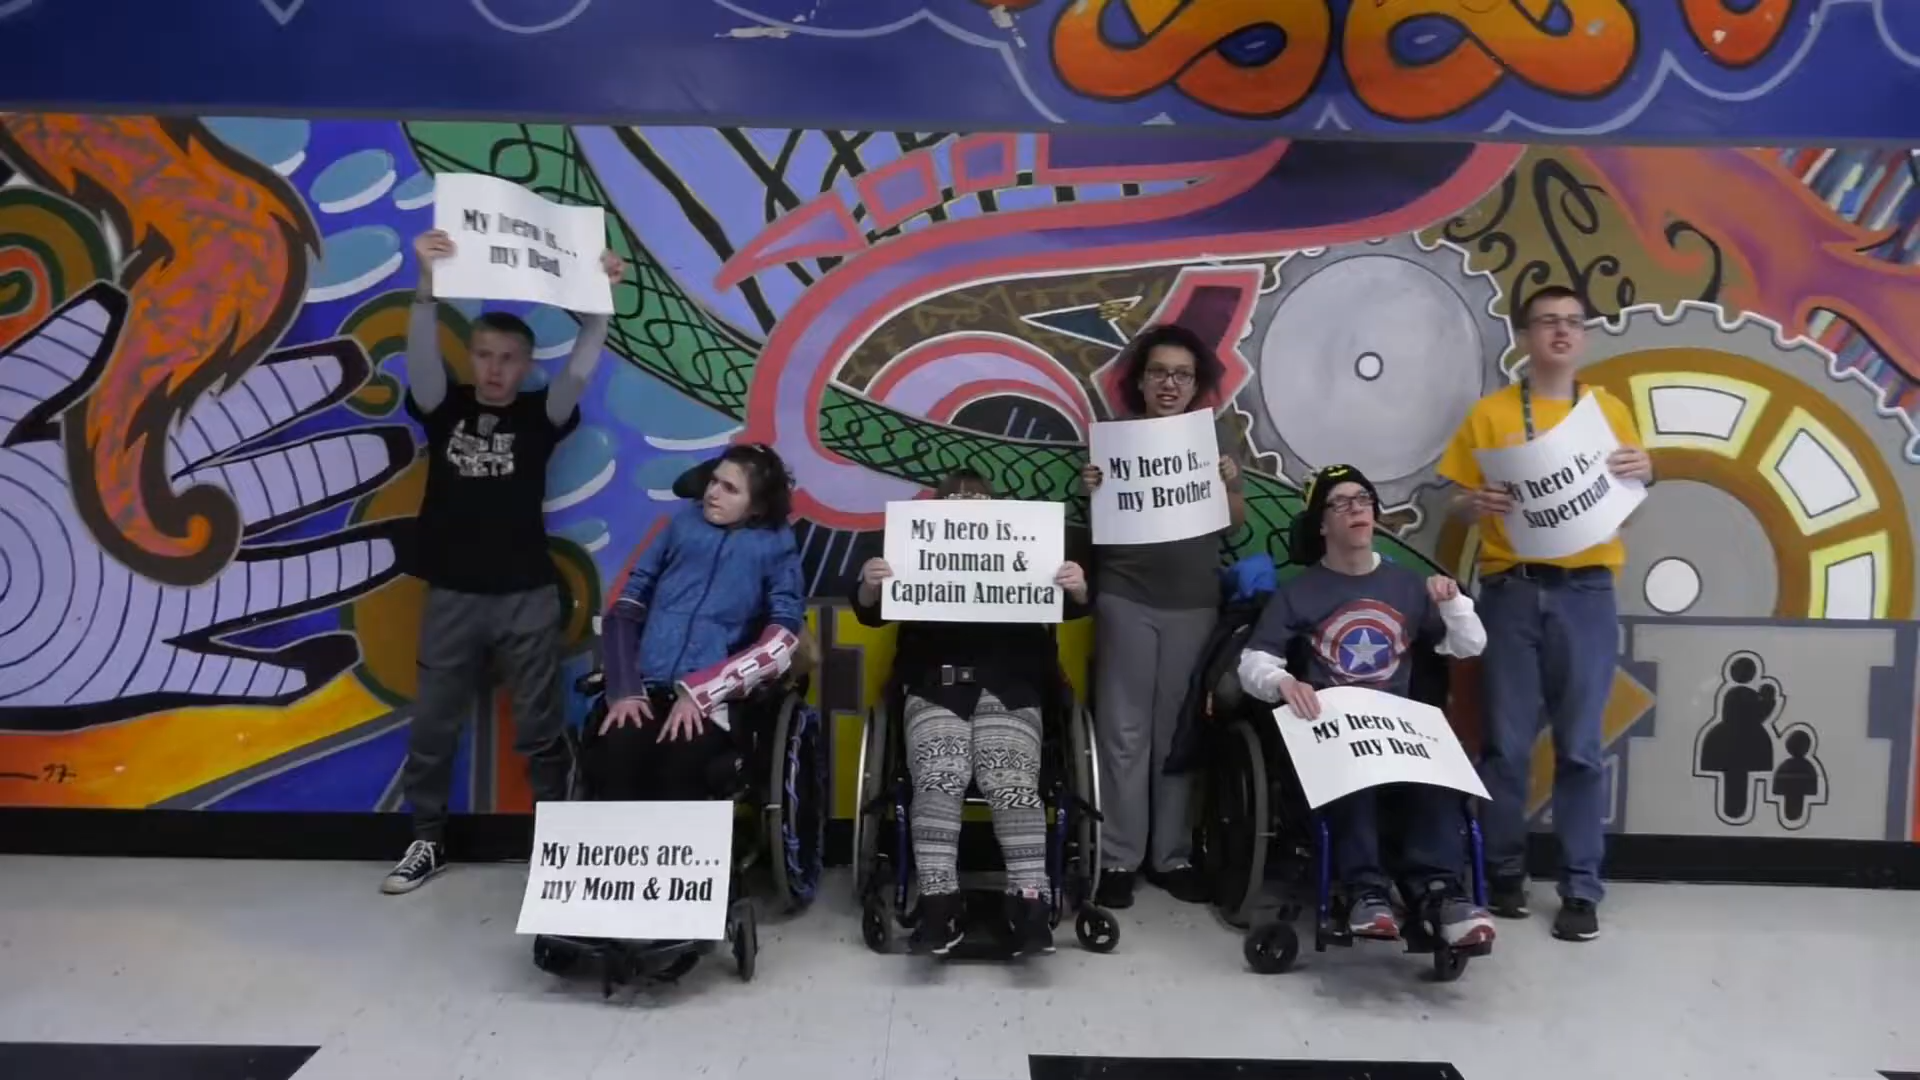 My hero is...
my Dad
My heroes are...
my Mom & Dad
My hero is...
Ironman &
Captain America
My hero is...
my Brother
My hero is...
my Dad
My hero is...
Superman